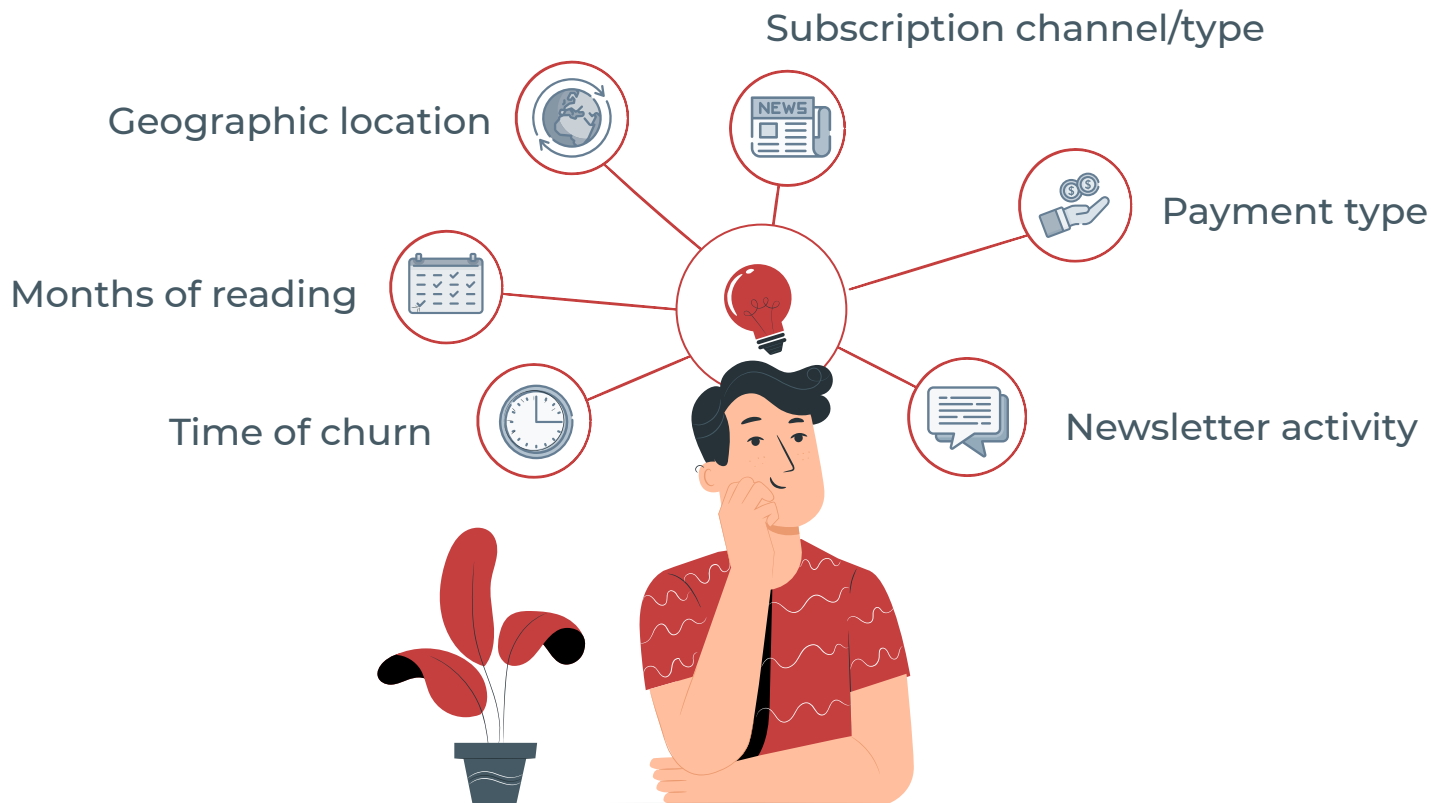 Subscription channel/type
Geographic location
NEWS
Payment type
$ $
Months of reading
Time of churn
Newsletter activity